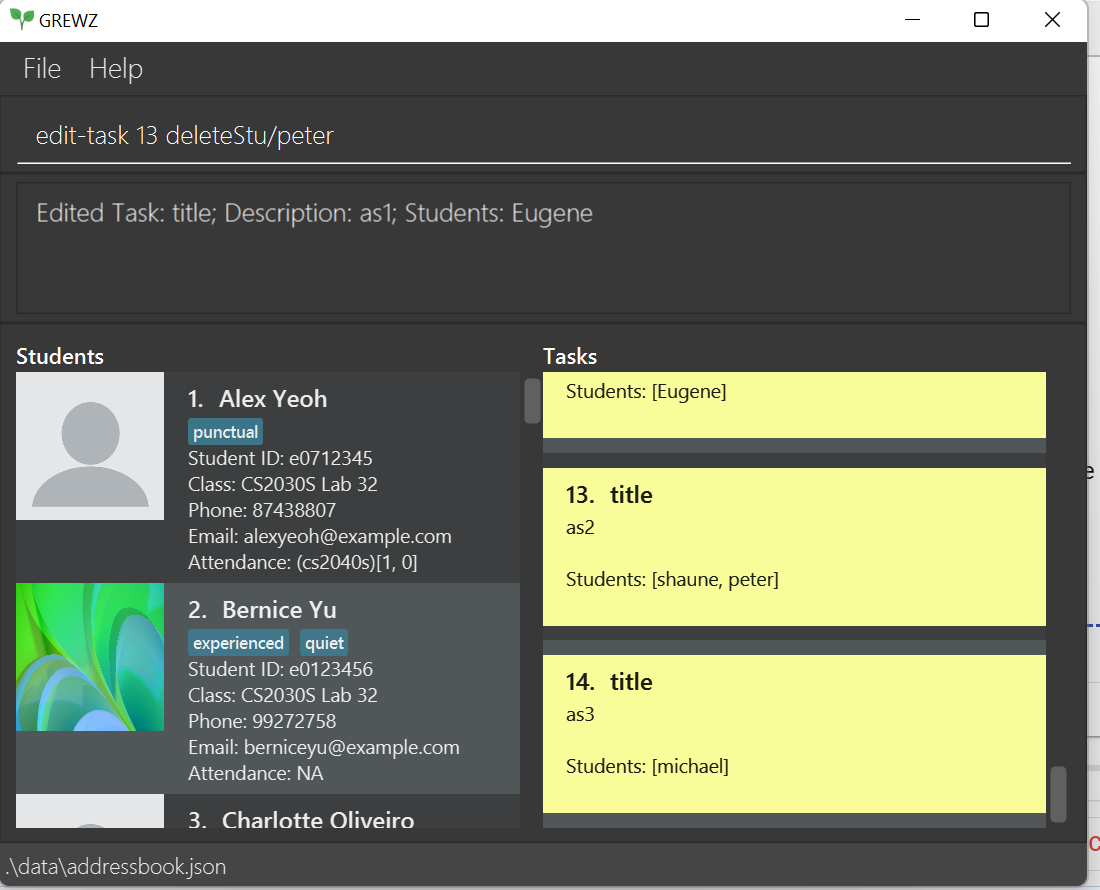 GREWZ
File Help
edit-task 13 deleteStu/peter
Edited Task: title; Description: as1; Students: Eugene
Students
1. Alex Yeoh
punctual
Student ID: e0712345
Class: CS2030S Lab 32
Phone: 87438807
Email: alexyeoh@example.com
Attendance: (cs2040s)[1, 0]
2. Bernice Yu
experienced quiet
Student ID: e0123456
Class: CS2030S Lab 32
Phone: 99272758
Email: berniceyu@example.com
Attendance: NA
3. Charlotte Oliveiro
Tasks
Students: [Eugene]
13. title
as2
Students: [shaune, peter]
14. title
as3
Students: [michael]
.\data\addressbook.json